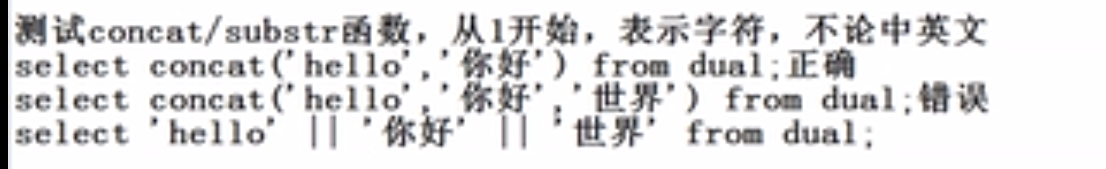 测试concat/substr函数，从1开始，表示字符，不论中英文
select concat('hello','你好') from dual;正确
select concat('hello','你好','世界') from dual;错误
select 'hello' || '你好' || '世界' from dual;